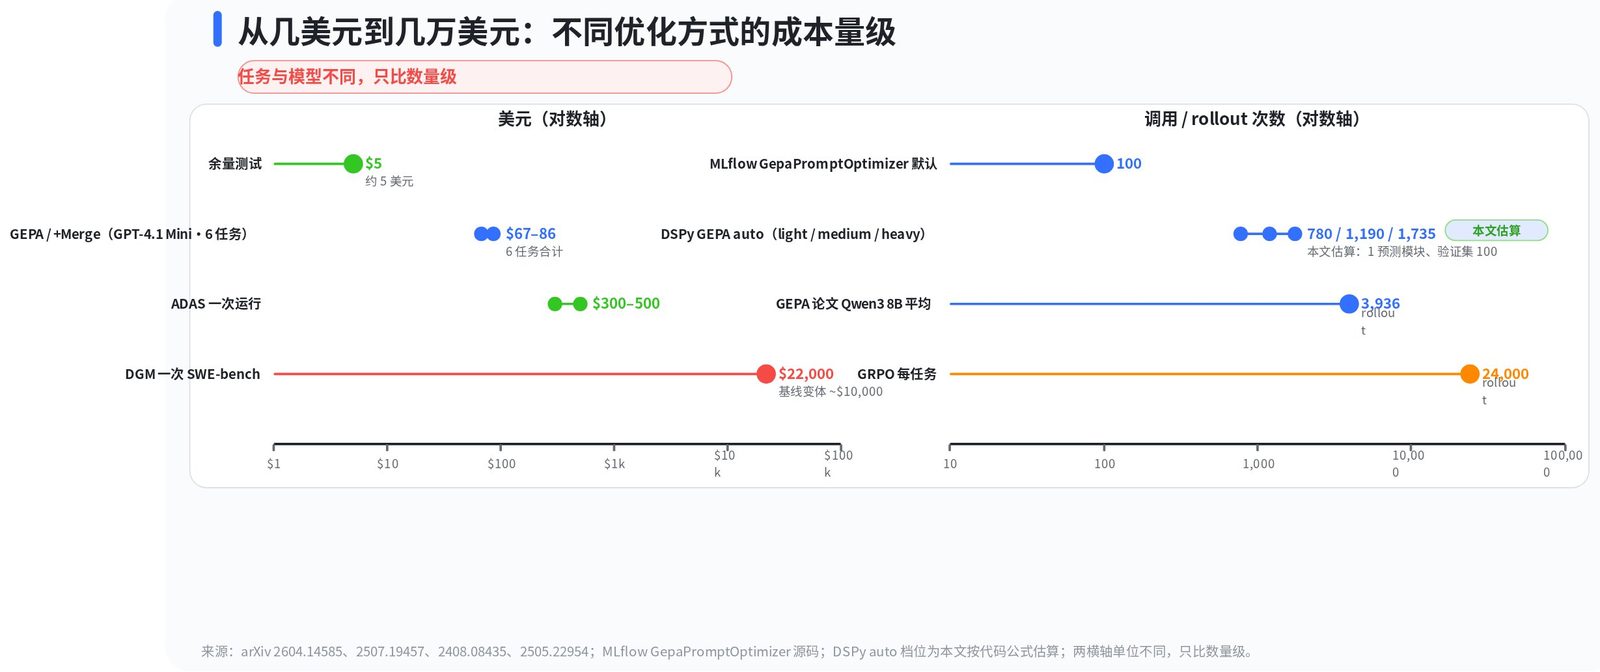 从几美元到几万美元：不同优化方式的成本量级
任务与模型不同，只比数量级
美元（对数轴）
余量测试
$5
约 5 美元
GEPA / +Merge（GPT-4.1 Mini・6 任务）
$67–86
6 任务合计
ADAS 一次运行
$300–500
DGM 一次 SWE-bench
$22,000
基线变体 ~$10,000
$1
$10
$100
$1k
$10
k
$100
k
调用 / rollout 次数（对数轴）
MLflow GepaPromptOptimizer 默认
100
DSPy GEPA auto（light / medium / heavy）
780 / 1,190 / 1,735
本文估算
本文估算：1 预测模块、验证集 100
GEPA 论文 Qwen3 8B 平均
3,936
rollou
t
GRPO 每任务
24,000
rollou
t
10
100
1,000
10,00
0
100,00
0
来源：arXiv 2604.14585、2507.19457、2408.08435、2505.22954；MLflow GepaPromptOptimizer 源码；DSPy auto 档位为本文按代码公式估算；两横轴单位不同，只比数量级。